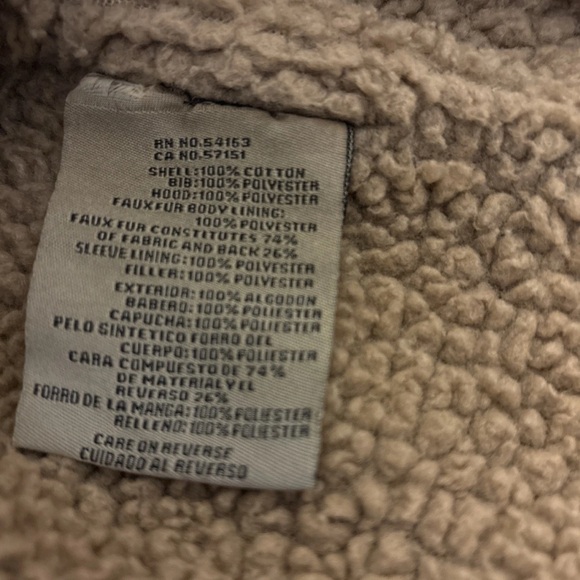 RN NO.54163
CA NO.57151
SHELL:100% COTTON
BIB:100% POLYESTER
HOOD:100% POLYESTER
FAUX FUR BODY LINING:
100% POLYESTER
FAUX FUR CONSTITUTES 74%
OF FABRIC AND BACK 26%
SLEEVE LINING:100% POLYESTER
FILLER:100% POLYESTER
EXTERIOR:100% ALGODON
BABERO:100% POLIESTER
CAPUCHA:100% POLIESTER
PELO SINTETICO FORRO DEL
CUERPO:100% POLIESTER
CARA COMPUESTO DE 74%
DE MATERIAL Y EL
REVERSO 26%
FORRO DE LA MANGA:100% POLIESTER
RELLENO:100% POLIESTER
CARE ON REVERSE
CUIDADO AL REVERSO